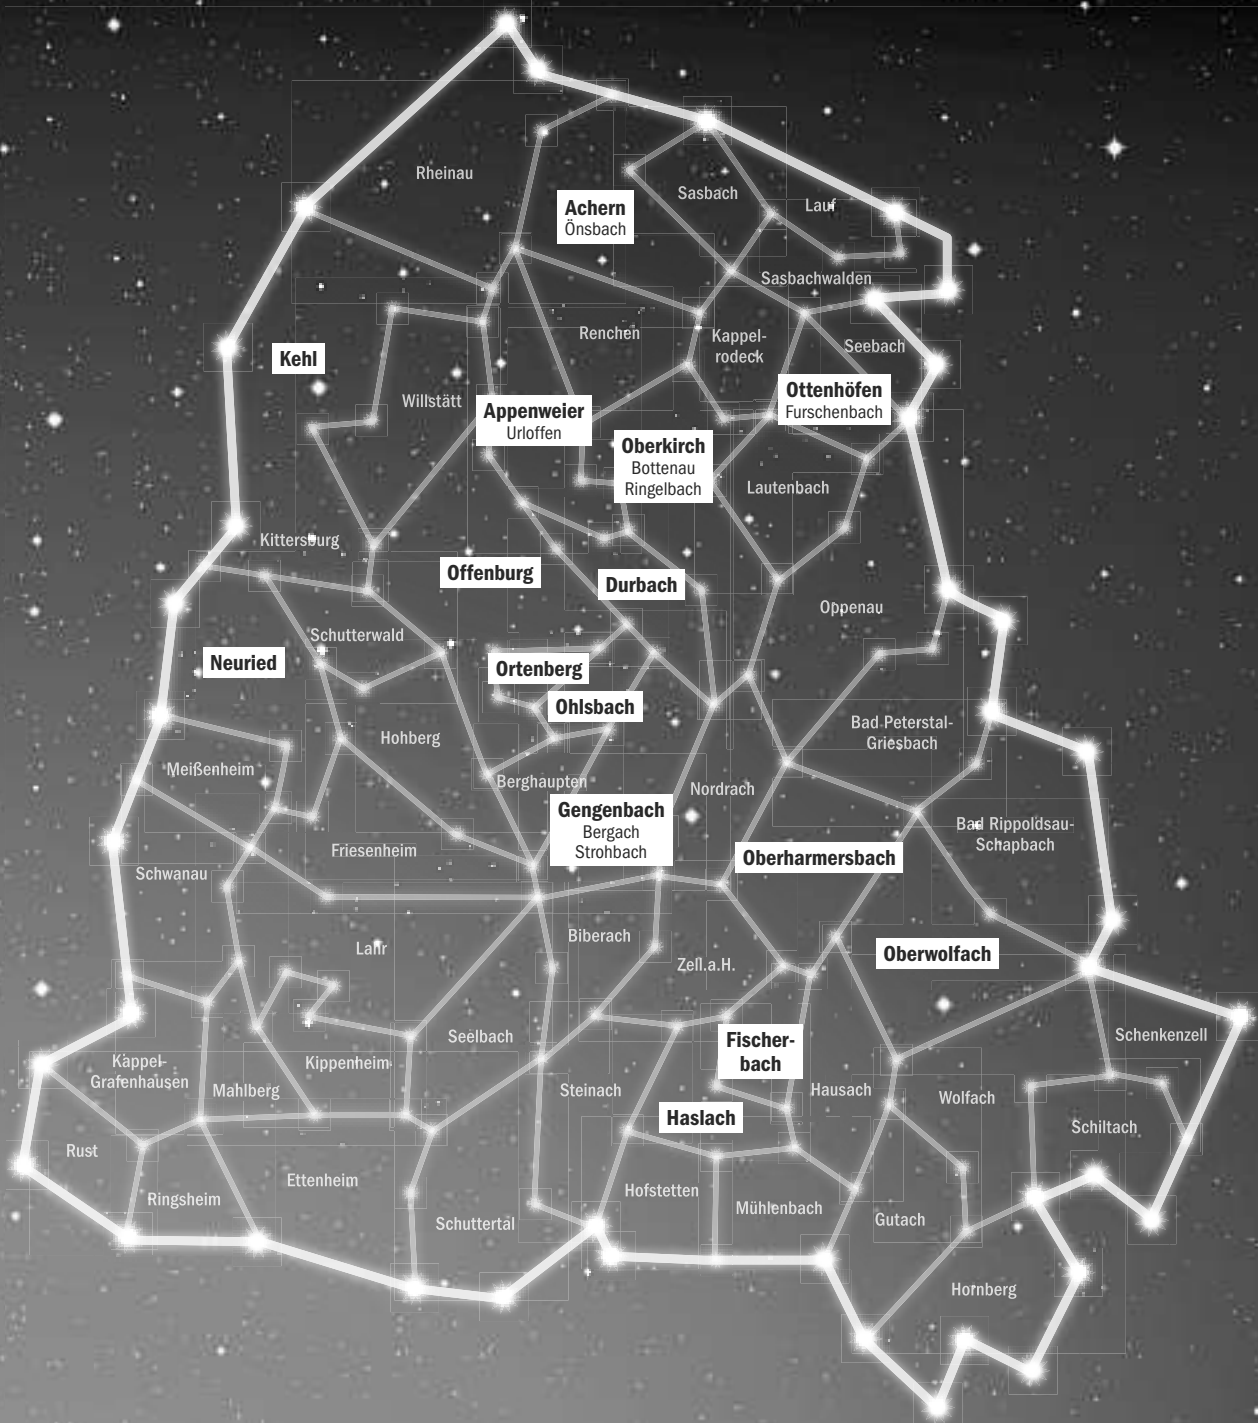 Rheinau
Sasbach
Achern
Önsbach
Lauf
Sasbachwalden
Renchen
Kappel-
rodeck
Seebach
Kehl
Willstätt
Appenweier
Urloffen
Ottenhöfen
Furschenbach
Oberkirch
Bottenau
Ringelbach
Lautenbach
Kittersburg
Offenburg
Durbach
Oppenau
Schutterwald
Neuried
Ortenberg
Ohlsbach
Hohberg
Bad Peterstal-
Griesbach
Meißenheim
Berghaupten
Nordrach
Gengenbach
Bergach
Strohbach
Bad Rippoldsau-
Schapbach
Friesenheim
Oberharmersbach
Schwanau
Lahr
Biberach
Zell.a.H.
Oberwolfach
Seelbach
Schenkenzell
Fischer-
bach
Kappel-
Grafenhausen
Mahlberg
Kippenheim
Steinach
Hausach
Wolfach
Haslach
Schiltach
Rust
Ringsheim
Ettenheim
Hofstetten
Mühlenbach
Schuttertal
Gutach
Hornberg